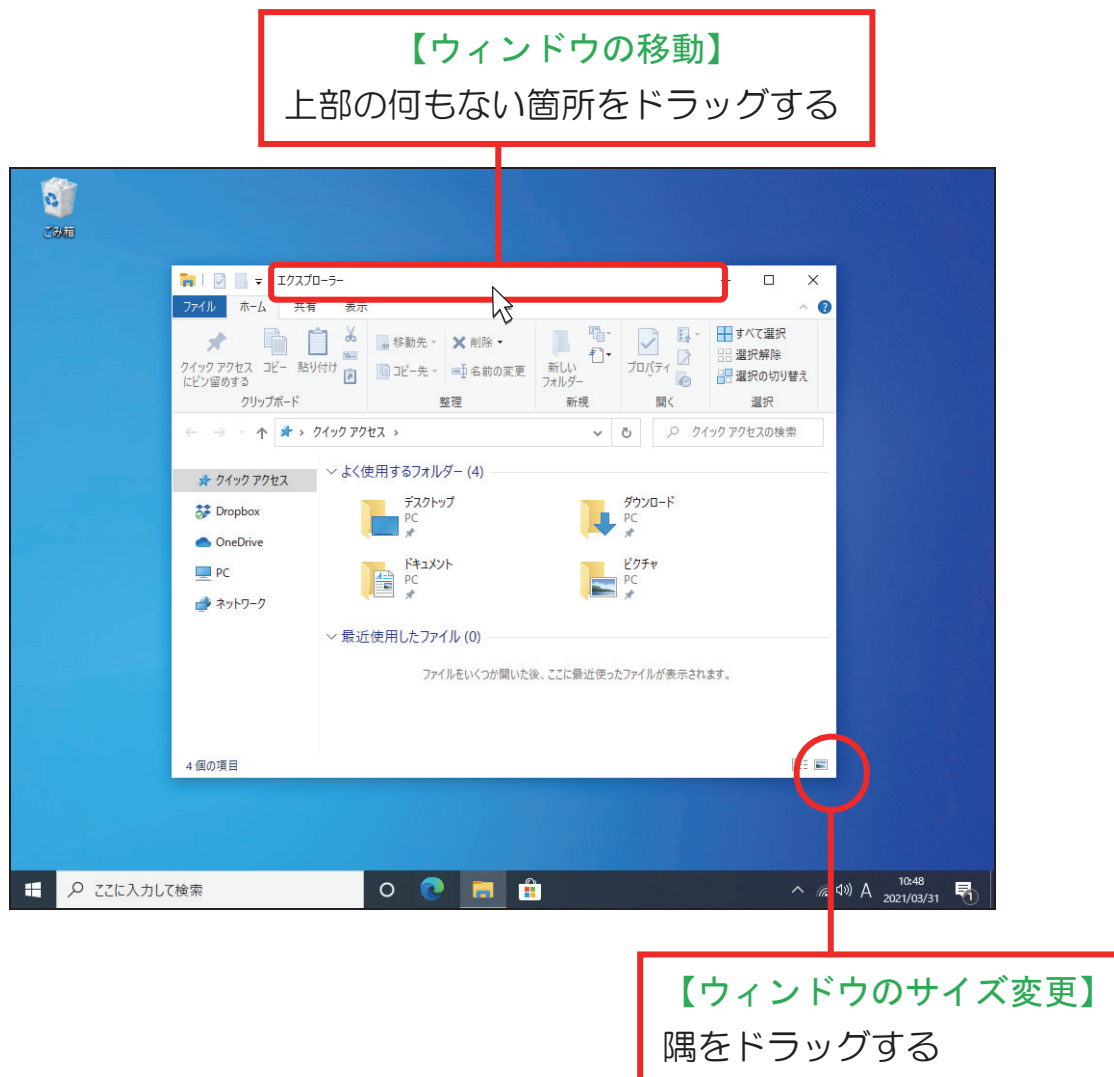 【ウィンドウの移動】
上部の何もない箇所をドラッグする
ごみ箱
エクスプローラー
ファイル ホーム 共有 表示
クイック アクセス
にピン留めする
コピー
貼り付け
移動先
コピー先
削除
名前の変更
新しい
フォルダー
プロパティ
すべて選択
選択解除
選択の切り替え
クリップボード 整理 新規 開く 選択
クイック アクセス
クイック アクセスの検索
クイック アクセス
Dropbox
OneDrive
PC
ネットワーク
よく使用するフォルダー (4)
デスクトップ
PC
ダウンロード
PC
ドキュメント
PC
ピクチャ
PC
最近使用したファイル (0)
ファイルをいくつか開いた後、ここに最近使ったファイルが表示されます。
4 個の項目
ここに入力して検索
A
10:48
2021/03/31
1
【ウィンドウのサイズ変更】
隅をドラッグする